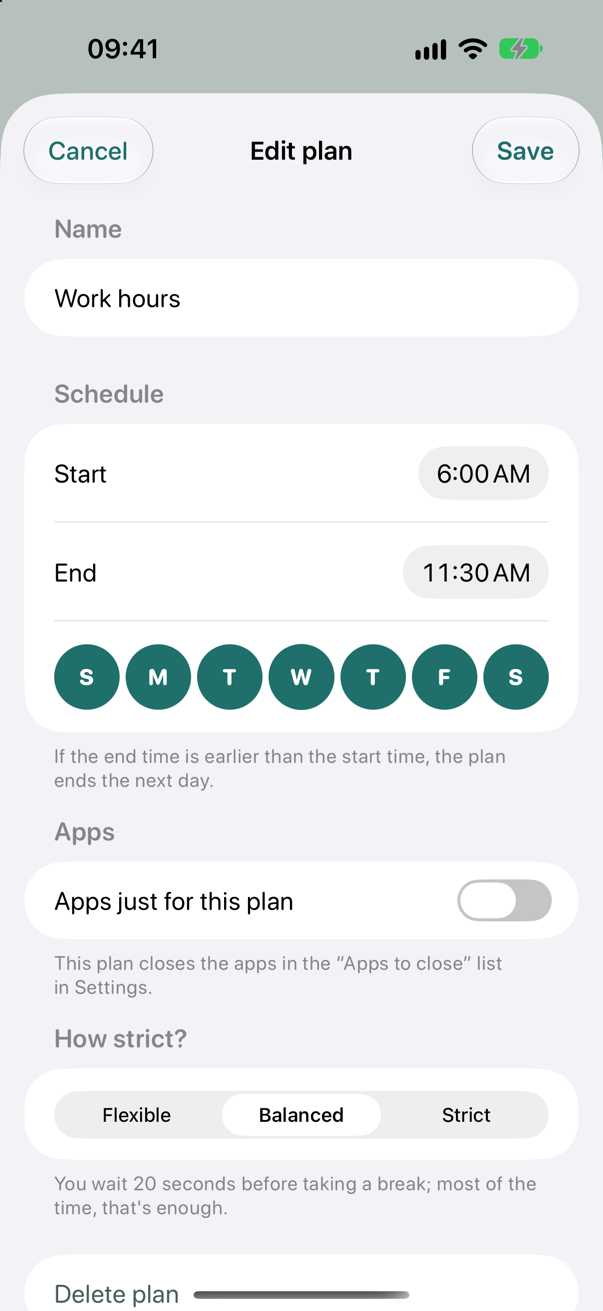 09:41
Cancel
Edit plan
Save
Name
Work hours
Schedule
Start
6:00 AM
End
11:30 AM
S M T W T F S
If the end time is earlier than the start time, the plan
ends the next day.
Apps
Apps just for this plan
This plan closes the apps in the “Apps to close” list
in Settings.
How strict?
Flexible
Balanced
Strict
You wait 20 seconds before taking a break; most of the
time, that's enough.
Delete plan